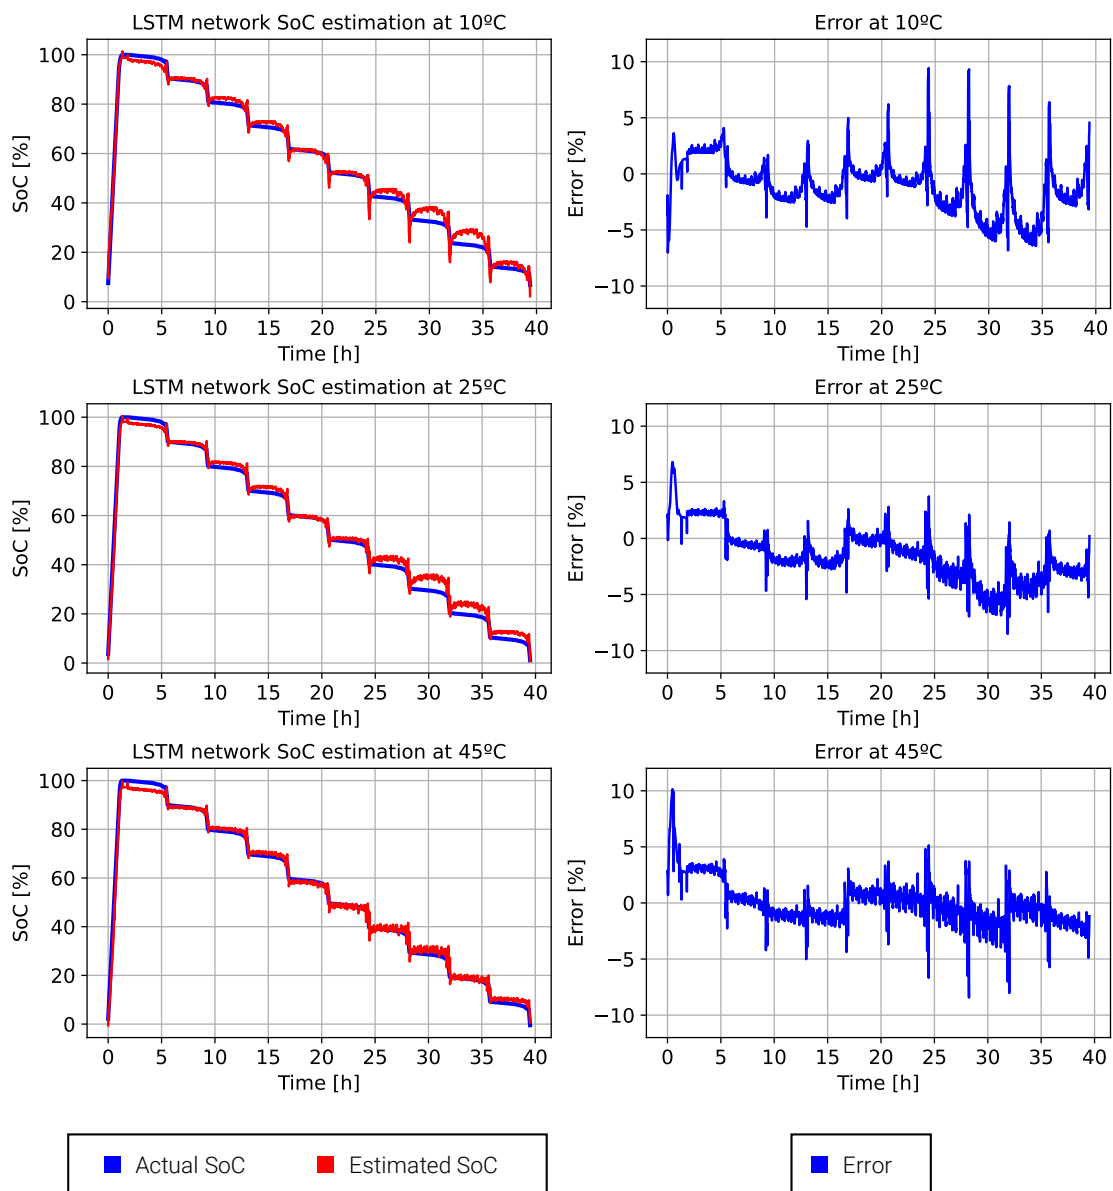 LSTM network SoC estimation at 10ºC
100
80
60
40
20
0
SoC [%]
0 5 10 15 20 25 30 35 40
Time [h]
Error at 10ºC
10
5
0
−5
−10
Error [%]
0 5 10 15 20 25 30 35 40
Time [h]
LSTM network SoC estimation at 25ºC
100
80
60
40
20
0
SoC [%]
0 5 10 15 20 25 30 35 40
Time [h]
Error at 25ºC
10
5
0
−5
−10
Error [%]
0 5 10 15 20 25 30 35 40
Time [h]
LSTM network SoC estimation at 45ºC
100
80
60
40
20
0
SoC [%]
0 5 10 15 20 25 30 35 40
Time [h]
Error at 45ºC
10
5
0
−5
−10
Error [%]
0 5 10 15 20 25 30 35 40
Time [h]
Actual SoC Estimated SoC
Error